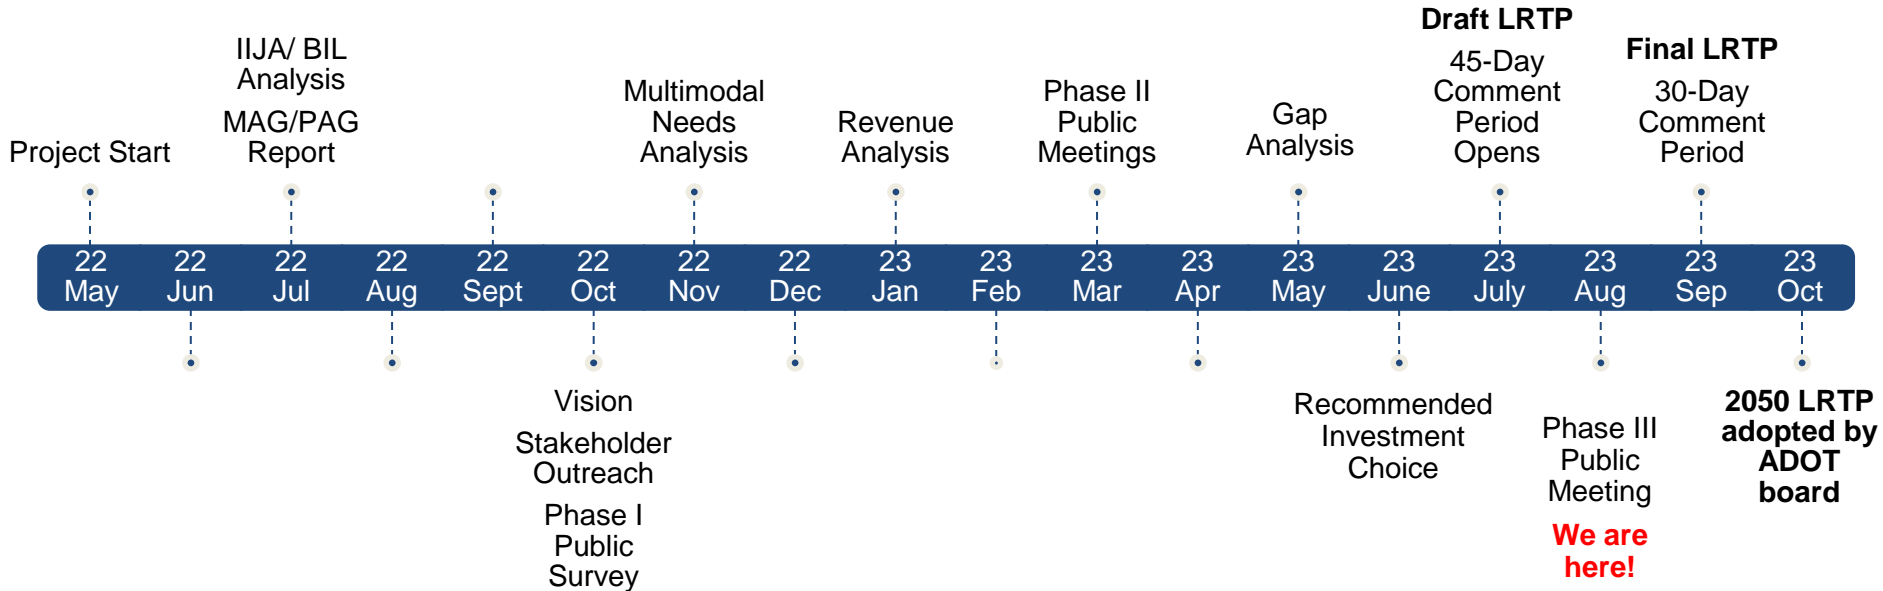 Project Start
IIJA/ BIL
Analysis
MAG/PAG
Report
Multimodal
Needs
Analysis
Revenue
Analysis
Phase II
Public
Meetings
Gap
Analysis
Draft LRTP
45-Day
Comment
Period
Opens
Final LRTP
30-Day
Comment
Period
22
May
22
Jun
22
Jul
22
Aug
22
Sept
22
Oct
22
Nov
22
Dec
23
Jan
23
Feb
23
Mar
23
Apr
23
May
23
June
23
July
23
Aug
23
Sep
23
Oct
Vision
Stakeholder
Outreach
Phase I
Public
Survey
Recommended
Investment
Choice
Phase III
Public
Meeting
We are
here!
2050 LRTP
adopted by
ADOT
board